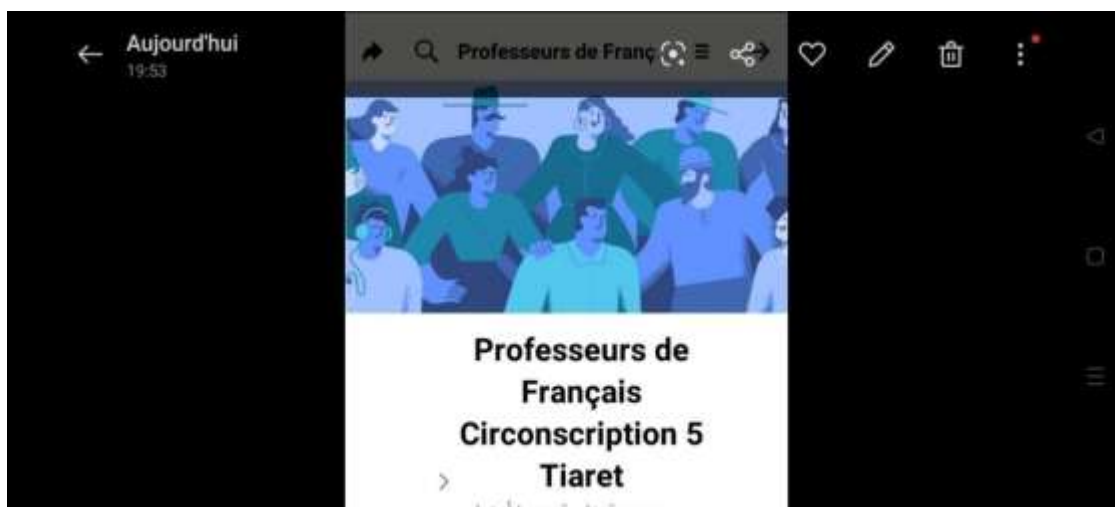 Aujourd'hui
19:53
Professeurs de Franç
Professeurs de
Français
Circonscription 5
Tiaret